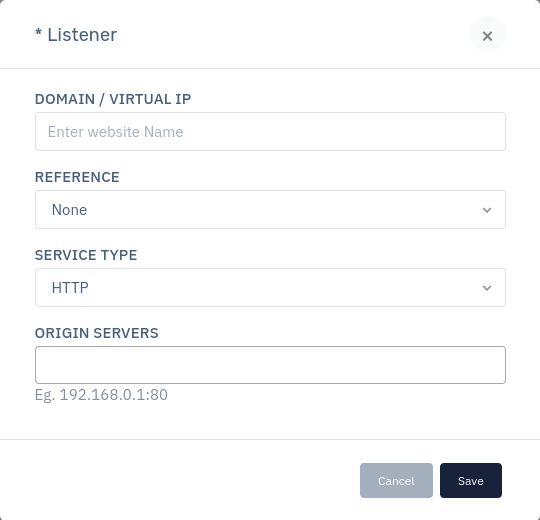 * Listener
×
DOMAIN / VIRTUAL IP
Enter website Name
REFERENCE
None
SERVICE TYPE
HTTP
ORIGIN SERVERS
Eg. 192.168.0.1:80
Cancel Save